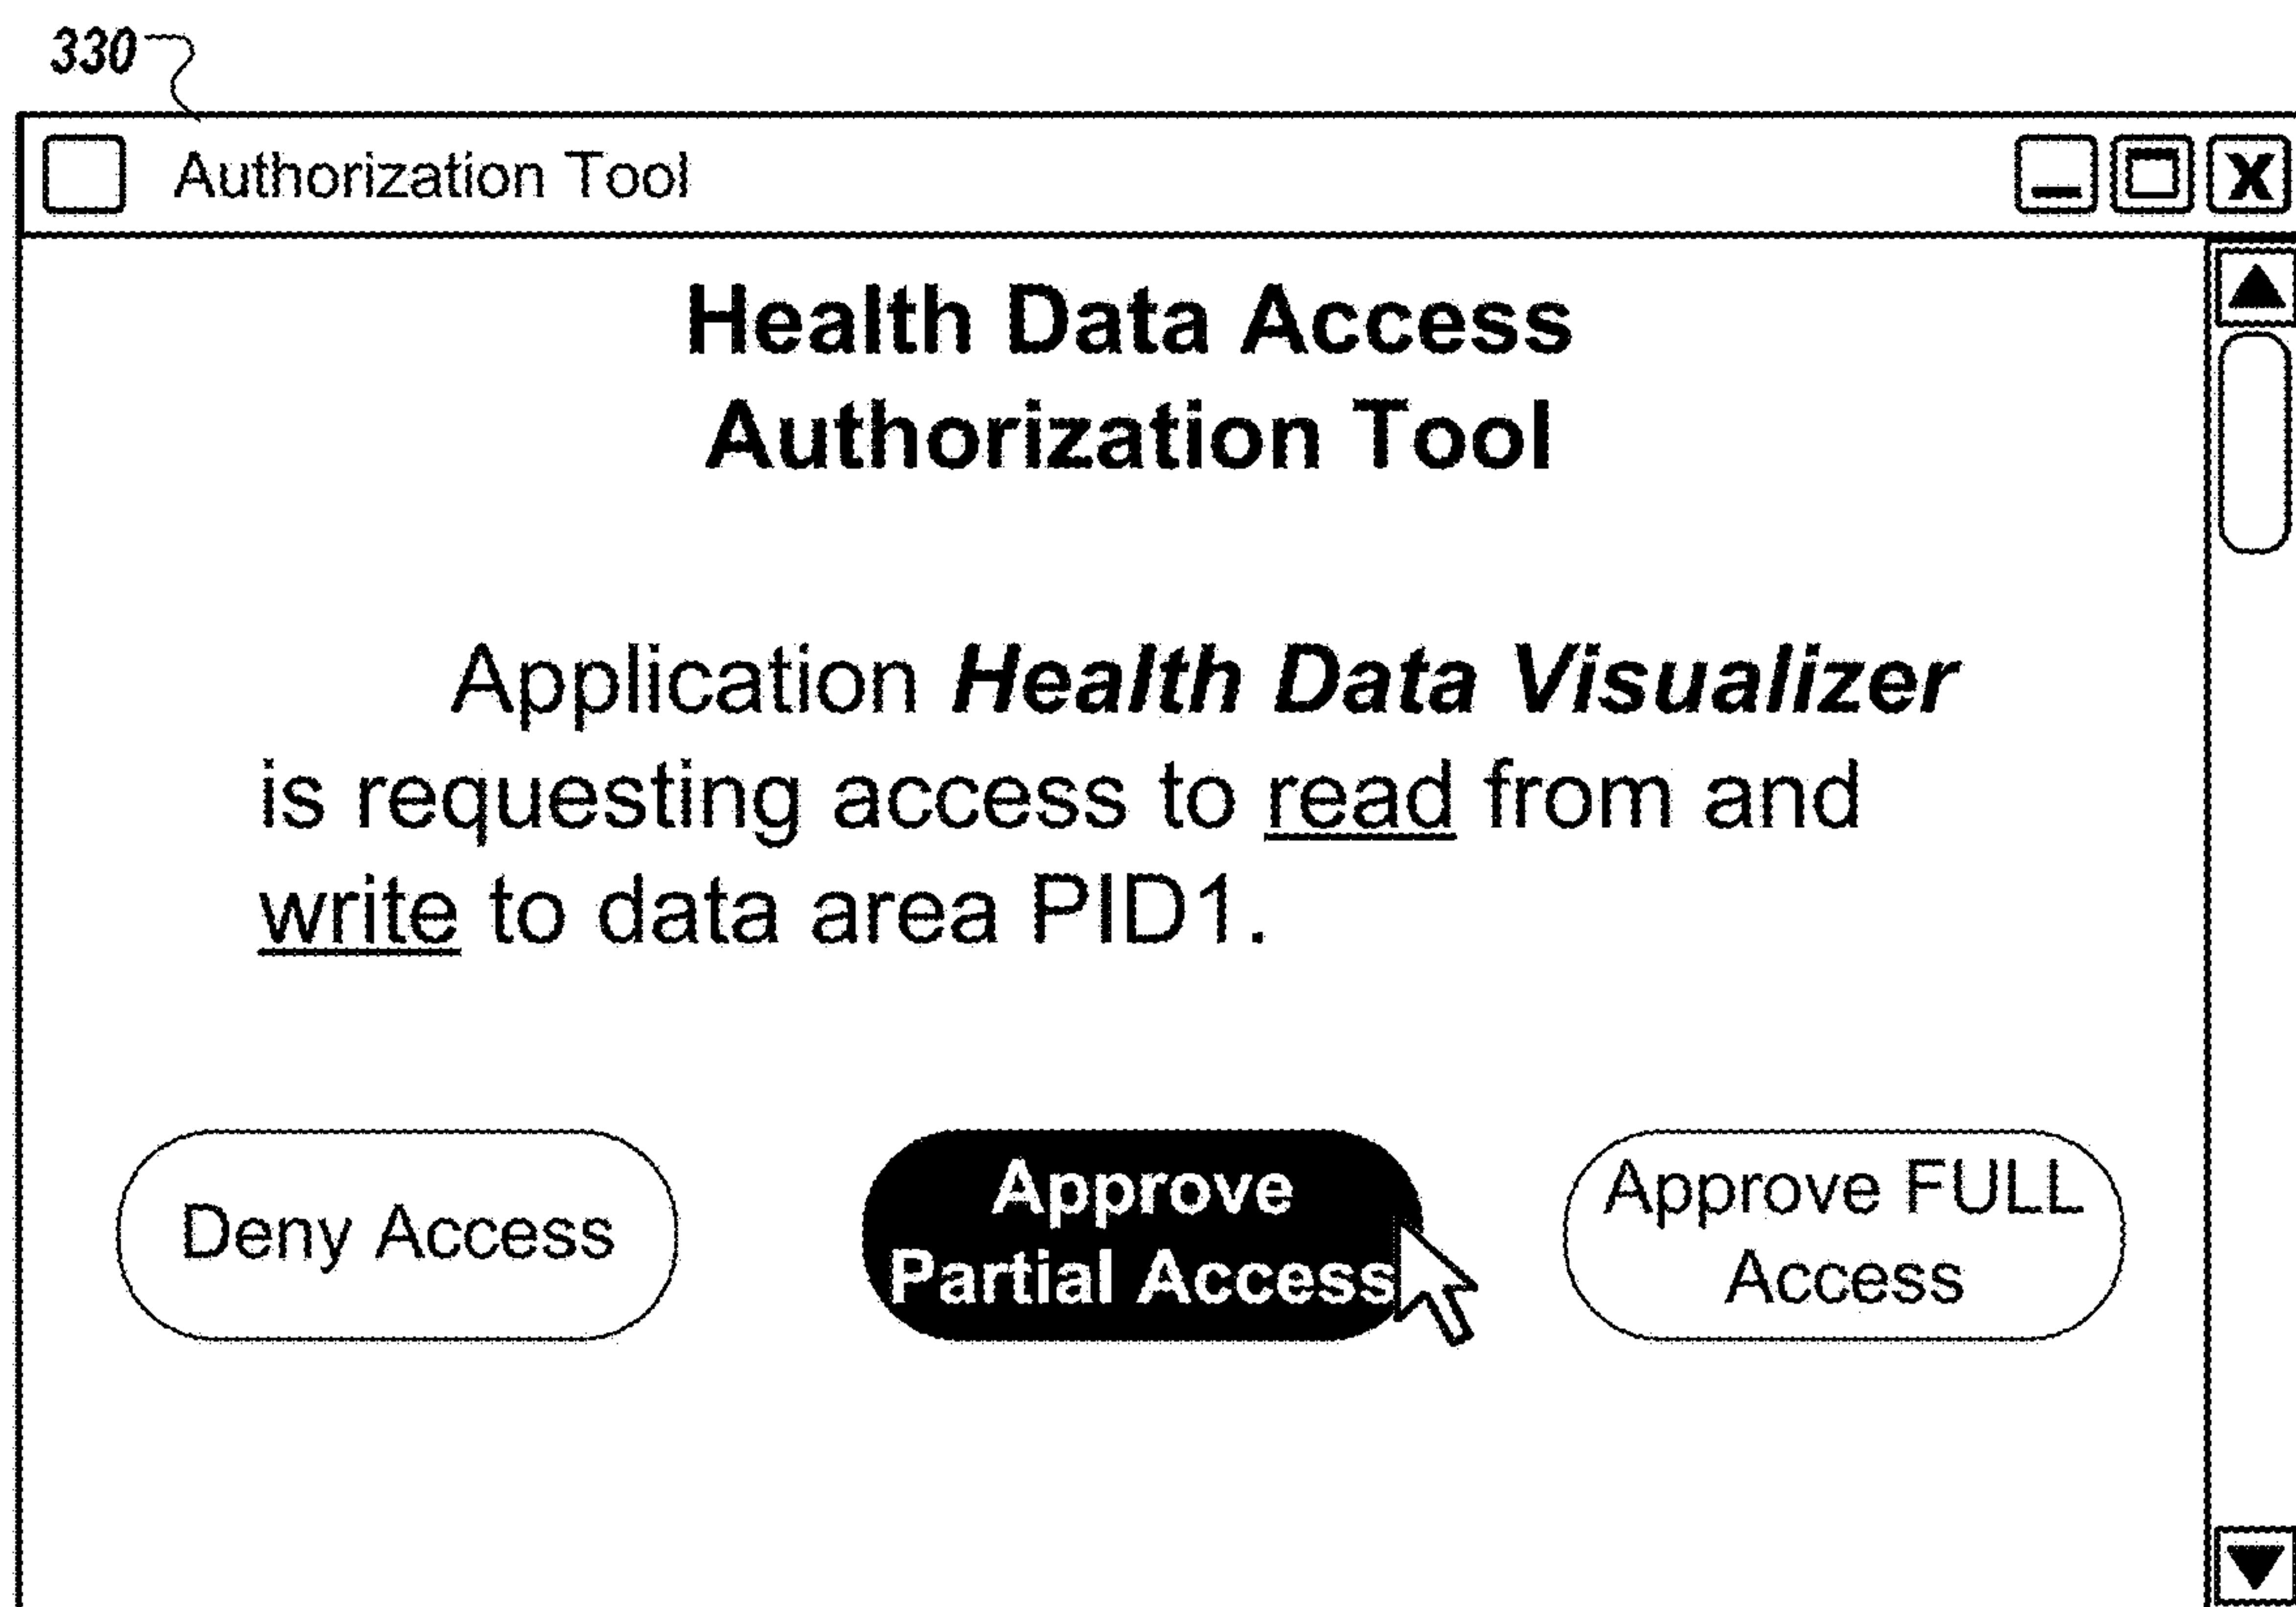 330
Authorization Tool
Health Data Access
Authorization Tool
Application Health Data Visualizer
is requesting access to read from and
write to data area PID1.
Deny Access
Approve
Partial Access
Approve FULL
Access